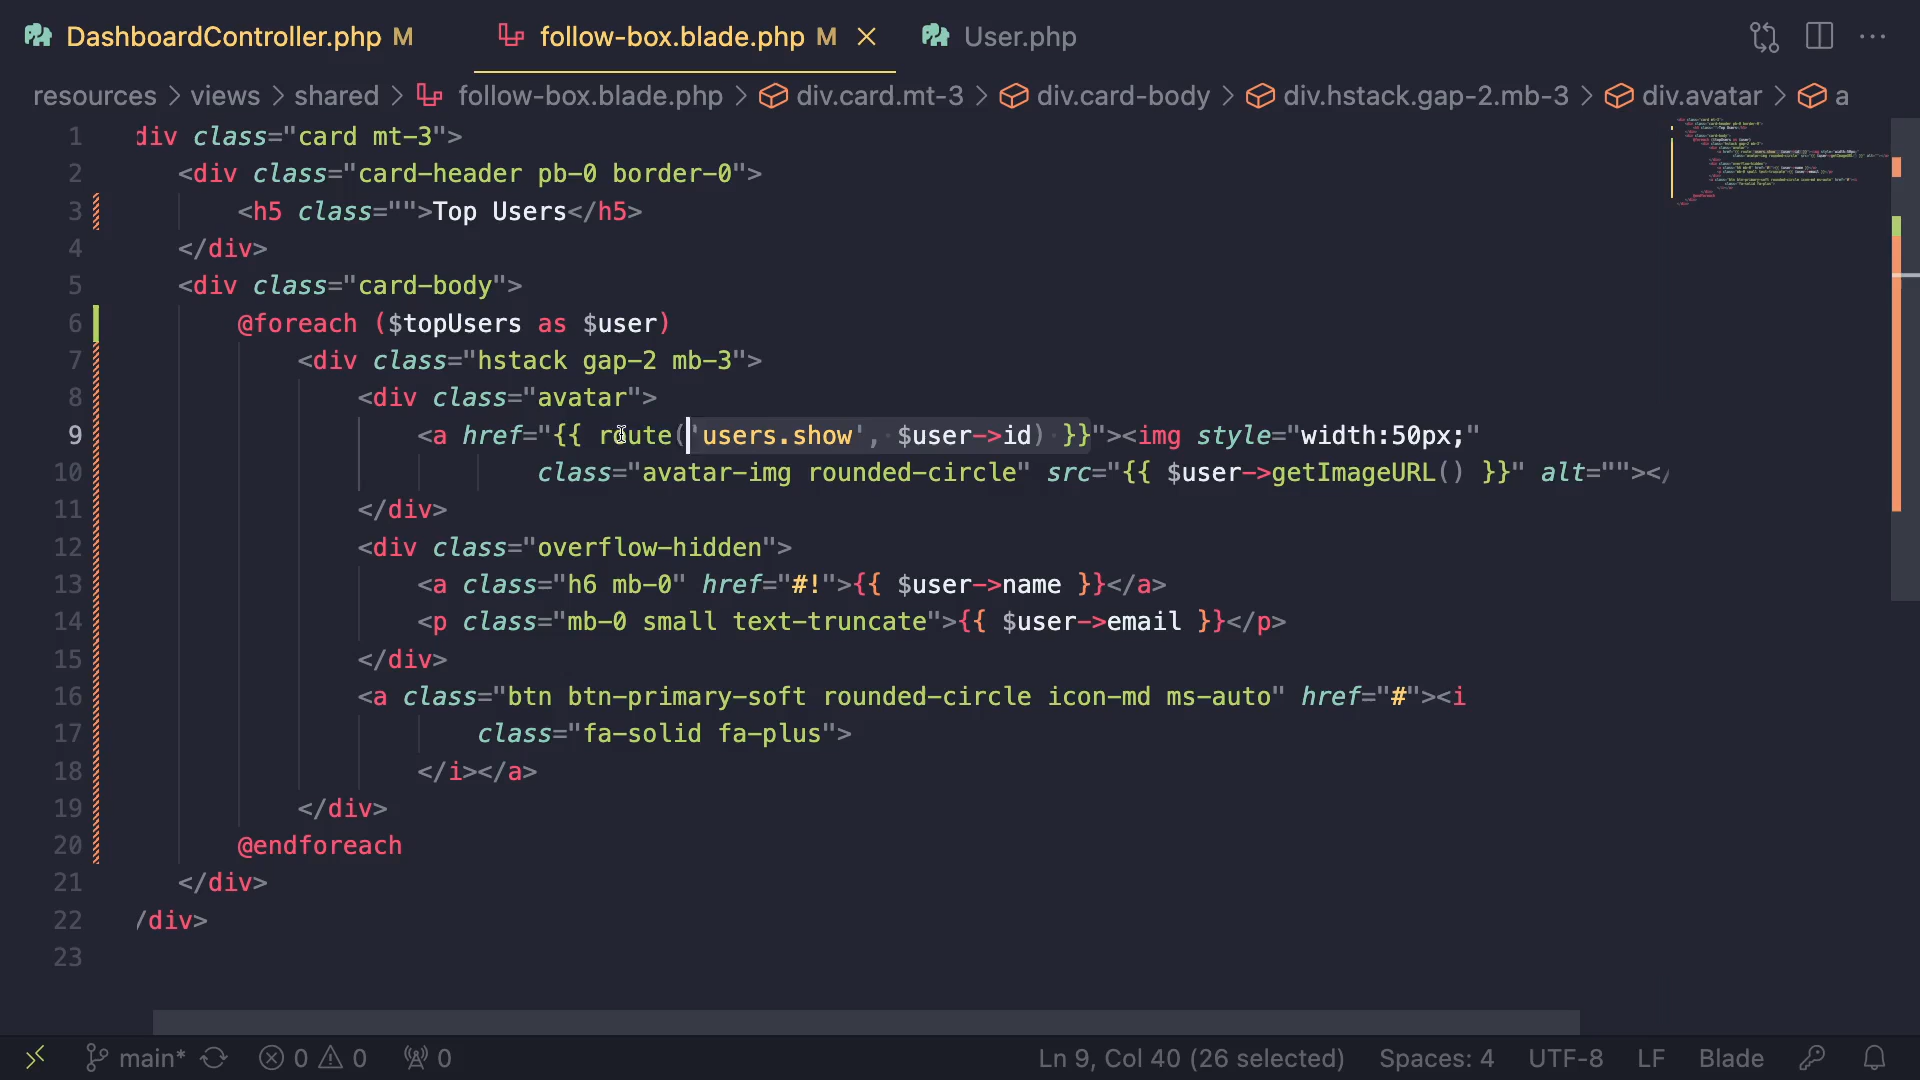 DashboardController.php M follow-box.blade.php M User.php
resources > views > shared > follow-box.blade.php > div.card.mt-3 > div.card-body > div.hstack.gap-2.mb-3 > div.avatar > a
1 div class="card mt-3">
2 <div class="card-header pb-0 border-0">
3 <h5 class="">Top Users</h5>
4 </div>
5 <div class="card-body">
6 @foreach ($topUsers as $user)
7 <div class="hstack gap-2 mb-3">
8 <div class="avatar">
9 <a href="{{ route('users.show', $user->id) }}"><img style="width:50px;"
10 class="avatar-img rounded-circle" src="{{ $user->getImageURL() }}" alt=""></
11 </div>
12 <div class="overflow-hidden">
13 <a class="h6 mb-0" href="#!">{{ $user->name }}</a>
14 <p class="mb-0 small text-truncate">{{ $user->email }}</p>
15 </div>
16 <a class="btn btn-primary-soft rounded-circle icon-md ms-auto" href="#"><i
17 class="fa-solid fa-plus">
18 </i></a>
19 </div>
20 @endforeach
21 </div>
22 /div>
23
main* 0 0 0 Ln 9, Col 40 (26 selected) Spaces: 4 UTF-8 LF Blade